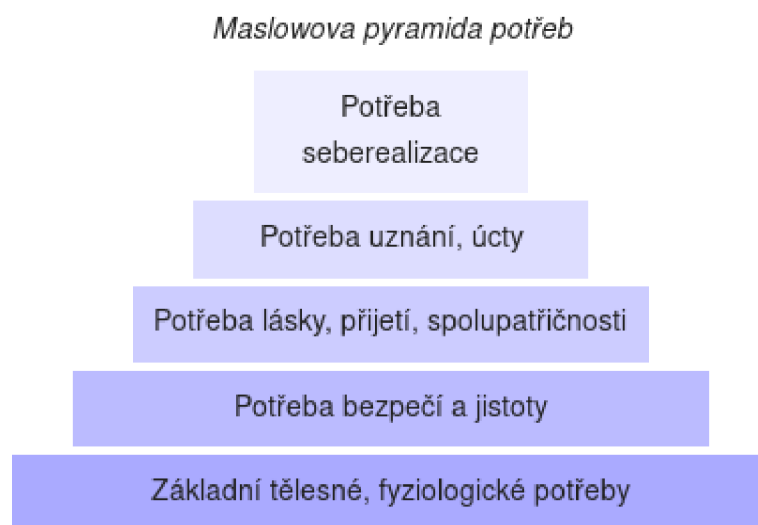 Maslowova pyramida potřeb
Potřeba
seberealizace
Potřeba uznání, úcty
Potřeba lásky, přijetí, spolupatřičnosti
Potřeba bezpečí a jistoty
Základní tělesné, fyziologické potřeby